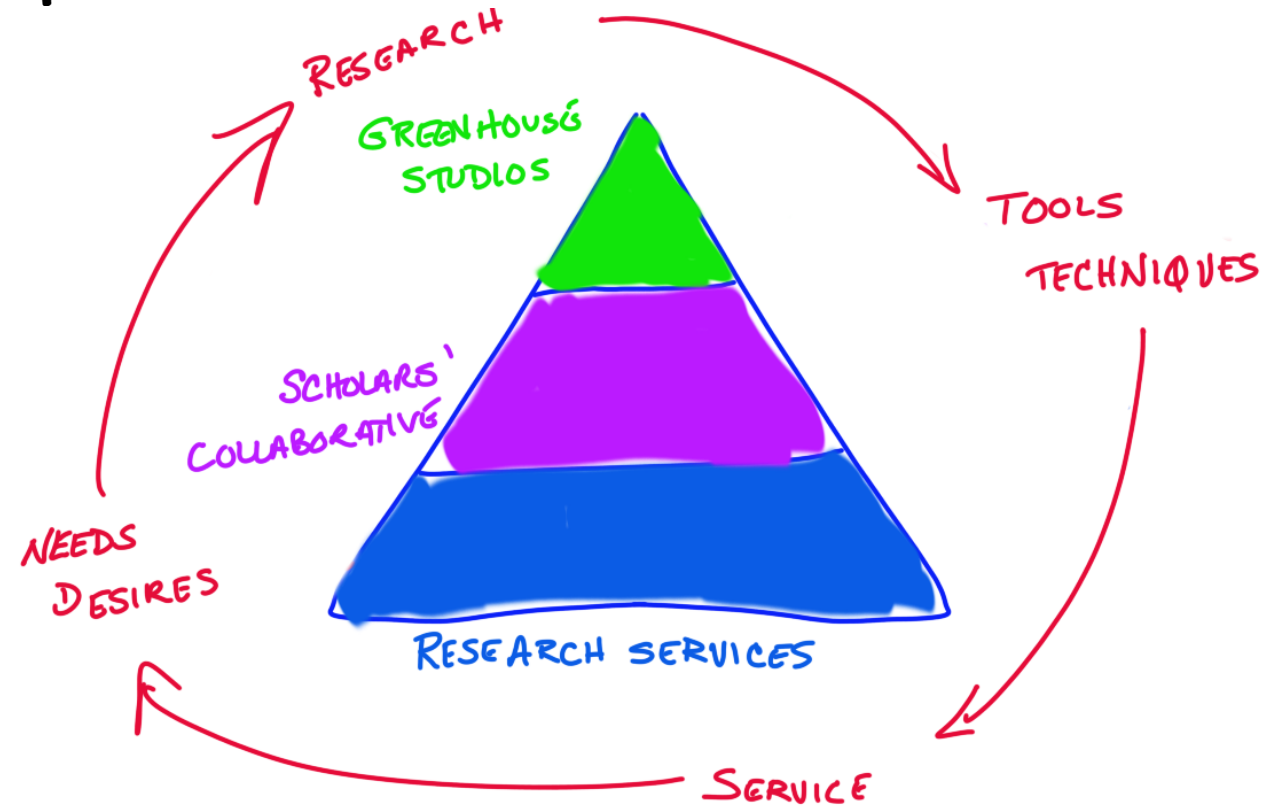 RESEARCH
GREENHOUSE
STUDIOS
TOOLS
TECHNIQUES
SCHOLARS'
COLLABORATIVE
NEEDS
DESIRES
RESEARCH SERVICES
SERVICE